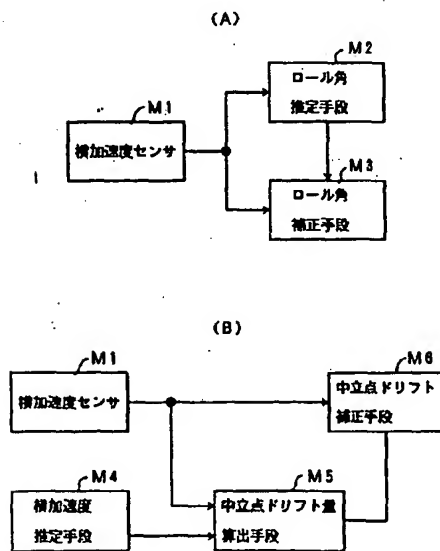 (A)
M2
ロール角
推定手段
M1
横加速度センサ
M3
ロール角
補正手段
(B)
M1
横加速度センサ
M6
中立点ドリフト
補正手段
M4
横加速度
推定手段
M5
中立点ドリフト量
算出手段